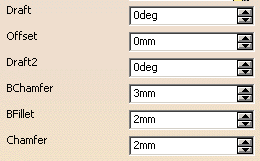 Draft 0deg
Offset 0mm
Draft2 0deg
BChamfer 3mm
BFillet 2mm
Chamfer 2mm